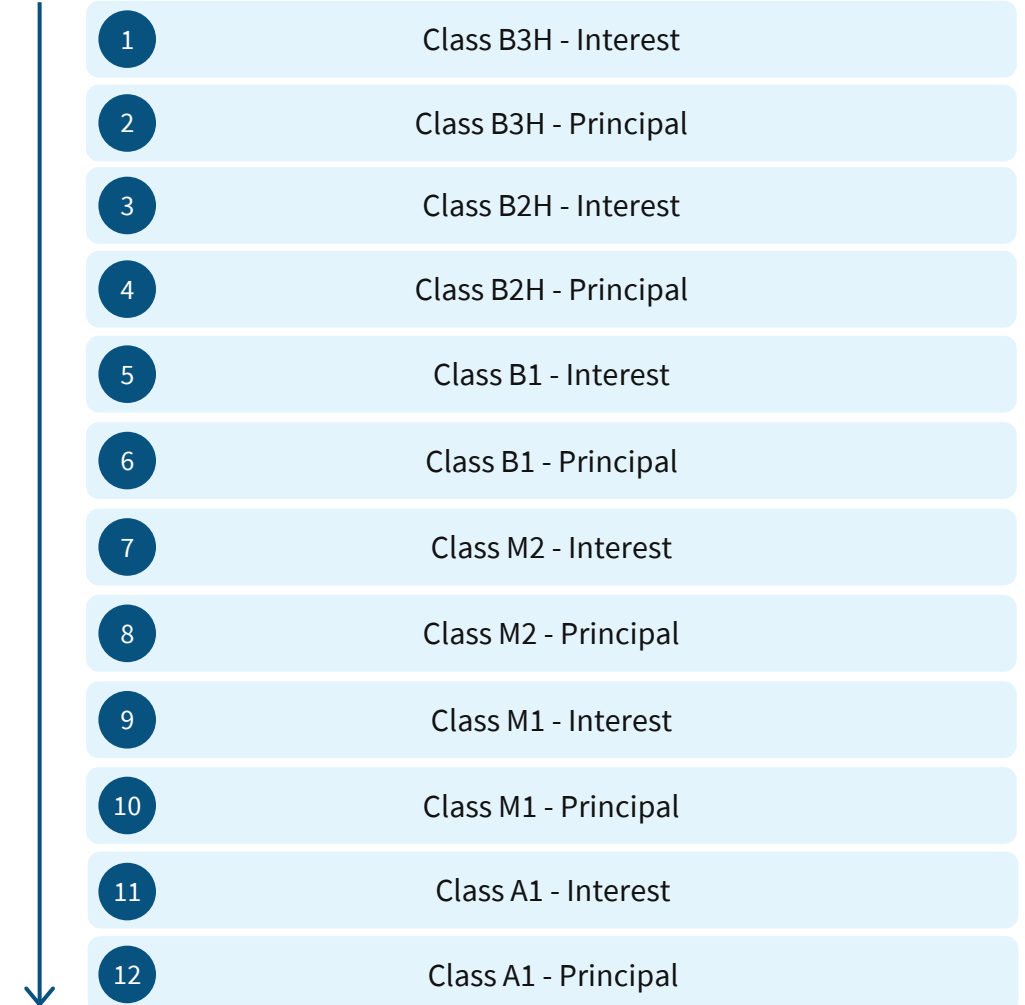 1 Class B3H - Interest
2 Class B3H - Principal
3 Class B2H - Interest
4 Class B2H - Principal
5 Class B1 - Interest
6 Class B1 - Principal
7 Class M2 - Interest
8 Class M2 - Principal
9 Class M1 - Interest
10 Class M1 - Principal
11 Class A1 - Interest
12 Class A1 - Principal